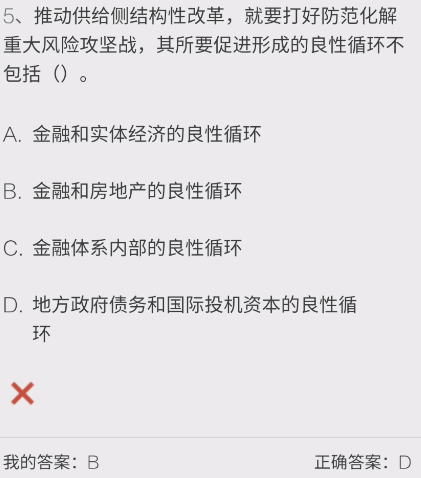 5、推动供给侧结构性改革，就要打好防范化解
重大风险攻坚战，其所要促进形成的良性循环不
包括（）。
A. 金融和实体经济的良性循环
B. 金融和房地产的良性循环
C. 金融体系内部的良性循环
D. 地方政府债务和国际投机资本的良性循
环
我的答案：B
正确答案：D